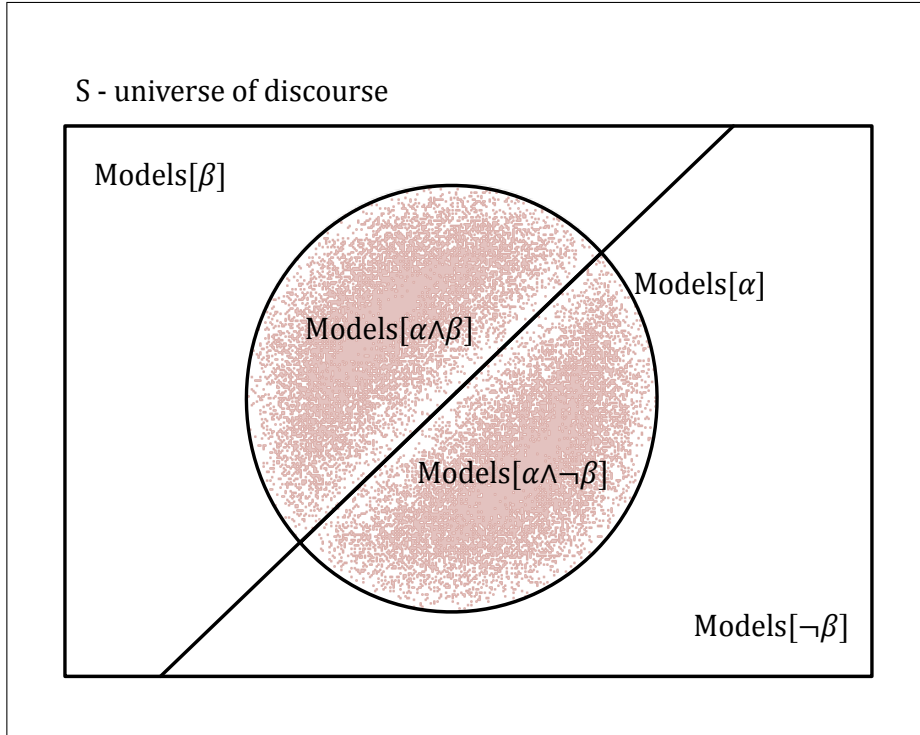 S - universe of discourse
Models[β]
Models[α]
Models[α∧β]
Models[α∧¬β]
Models[¬β]